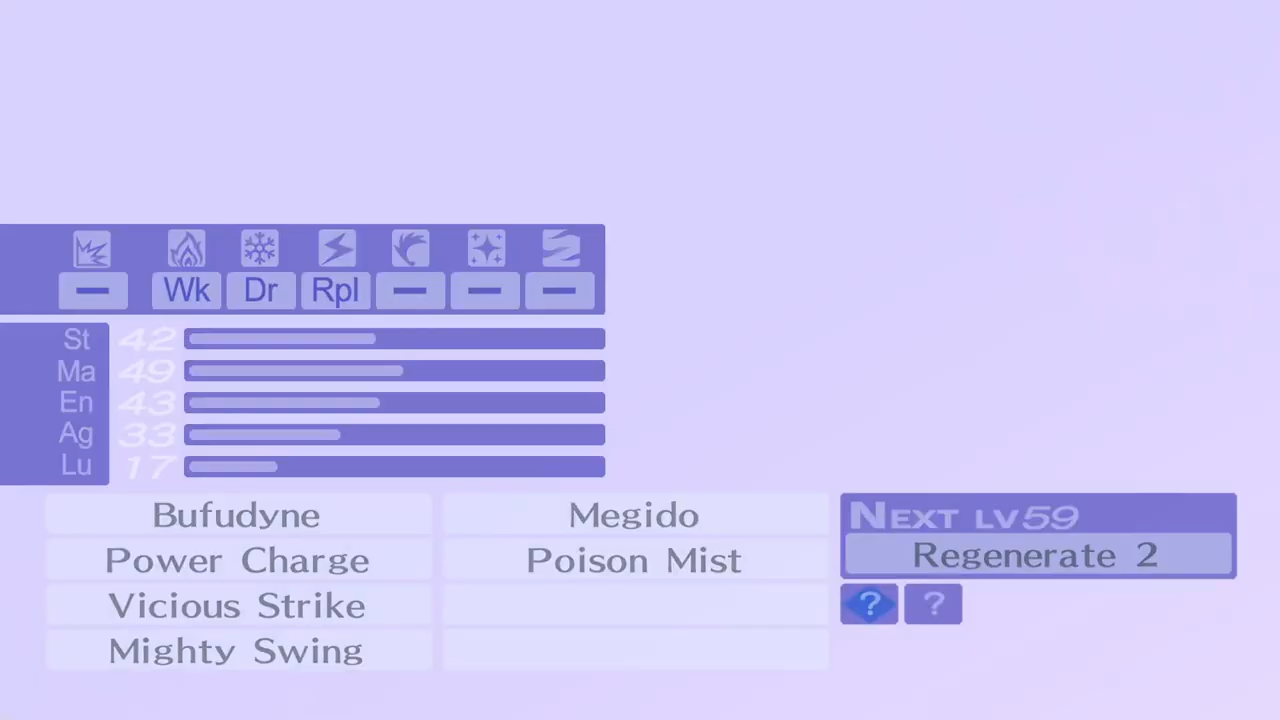 — Wk Dr Rpl — — —
St 42
Ma 49
En 43
Ag 33
Lu 17
Bufudyne Megido
Power Charge Poison Mist
Vicious Strike
Mighty Swing
NEXT LV59
Regenerate 2
? ?